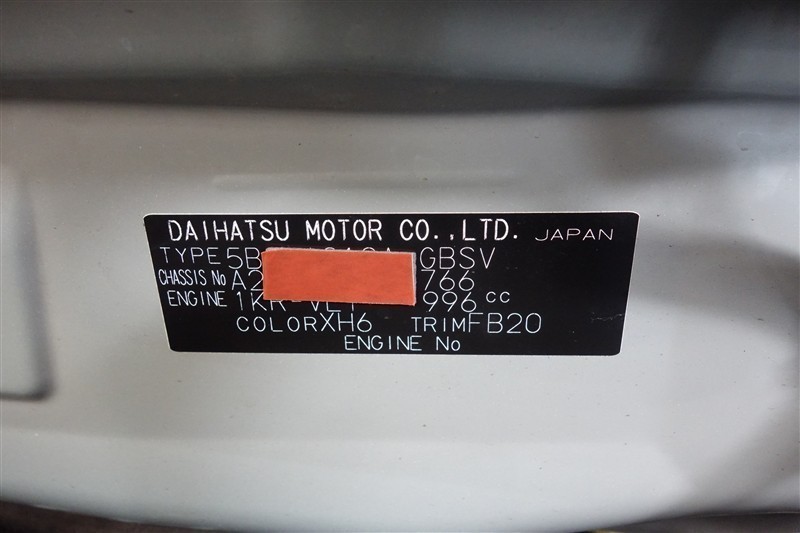 DAIHATSU MOTOR CO.,LTD. JAPAN
TYPE 5B GBSV
CHASSIS No A2 766
ENGINE 1KR-VET 996 cc
COLOR XH6 TRIM FB20
ENGINE No